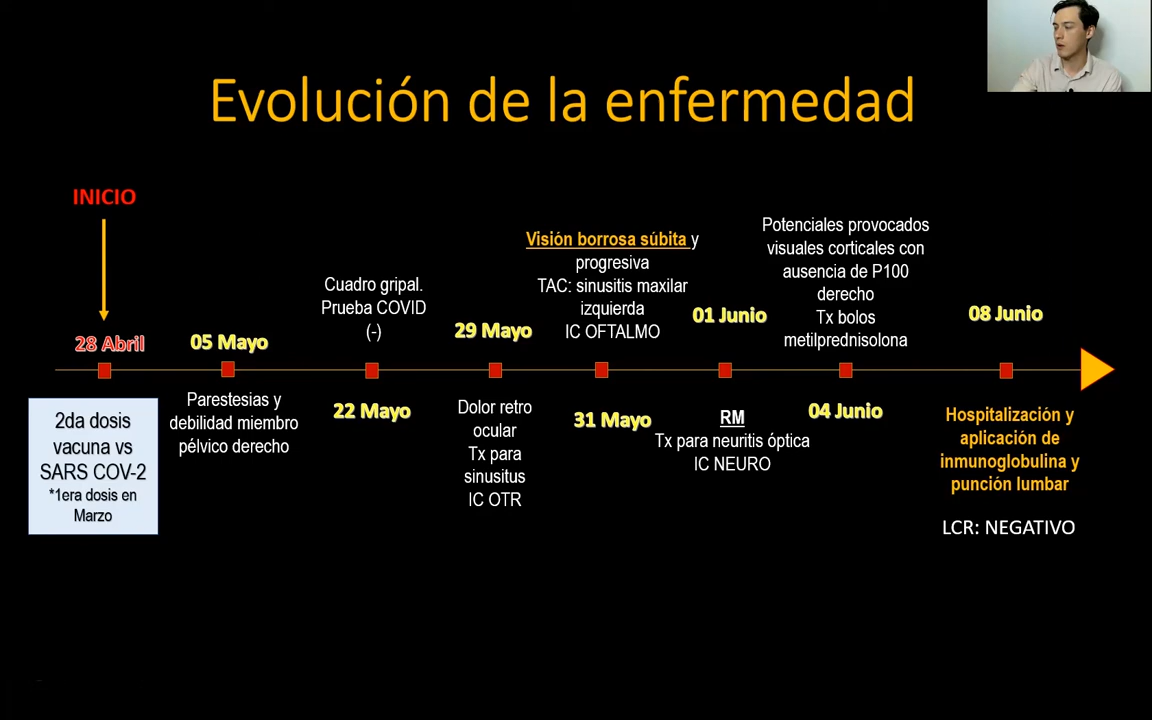 Evolución de la enfermedad
INICIO
28 Abril
2da dosis
vacuna vs
SARS COV-2
*1era dosis en
Marzo
05 Mayo
Parestesias y
debilidad miembro
pélvico derecho
Cuadro gripal.
Prueba COVID
(-)
22 Mayo
29 Mayo
Dolor retro
ocular
Tx para
sinusitus
IC OTR
Visión borrosa súbita y
progresiva
TAC: sinusitis maxilar
izquierda
IC OFTALMO
31 Mayo
01 Junio
RM
Tx para neuritis óptica
IC NEURO
Potenciales provocados
visuales corticales con
ausencia de P100
derecho
Tx bolos
metilprednisolona
04 Junio
08 Junio
Hospitalización y
aplicación de
inmunoglobulina y
punción lumbar
LCR: NEGATIVO